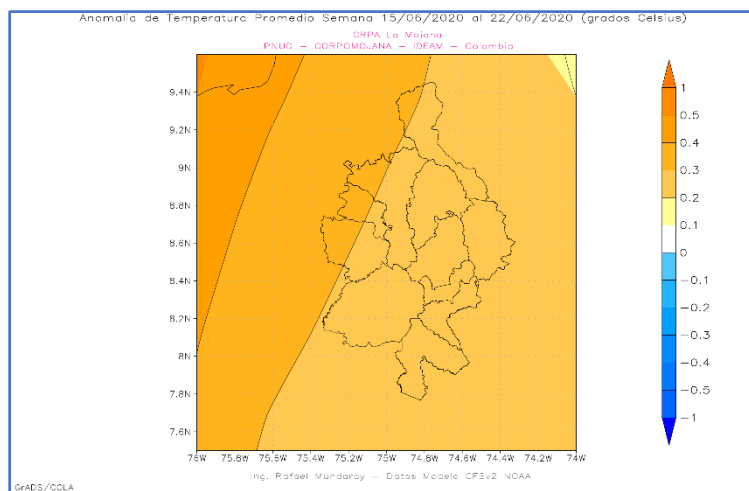 Anomalía de Temperatura Promedio Semana 15/06/2020 al 22/06/2020 (grados Celsius)
CRPA La Mojana
PNUD – CORPOMOJANA – IDEAM – Colombia
9.4N
9.2N
9N
8.8N
8.6N
8.4N
8.2N
8N
7.8N
7.6N
76W 75.8W 75.6W 75.4W 75.2W 75W 74.8W 74.6W 74.4W 74.2W 74W
1
0.5
0.4
0.3
0.2
0.1
0
−0.1
−0.2
−0.3
−0.4
−0.5
−1
Ing. Rafael Mundaray – Datos Modelo CFSv2 NOAA
GrADS/COLA